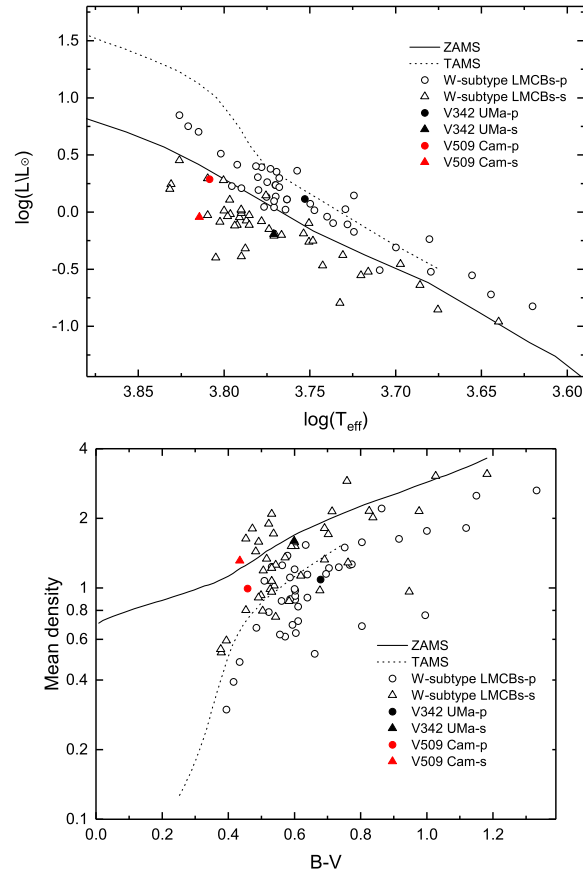 1.5
1.0
0.5
0.0
-0.5
-1.0
log(L\L☉)
ZAMS
TAMS
W-subtype LMCBs-p
W-subtype LMCBs-s
V342 UMa-p
V342 UMa-s
V509 Cam-p
V509 Cam-s
3.85 3.80 3.75 3.70 3.65 3.60
log(Teff)
4
2
1
0.8
0.6
0.4
0.2
0.1
Mean density
ZAMS
TAMS
W-subtype LMCBs-p
W-subtype LMCBs-s
V342 UMa-p
V342 UMa-s
V509 Cam-p
V509 Cam-s
0.0 0.2 0.4 0.6 0.8 1.0 1.2 1.4
B-V